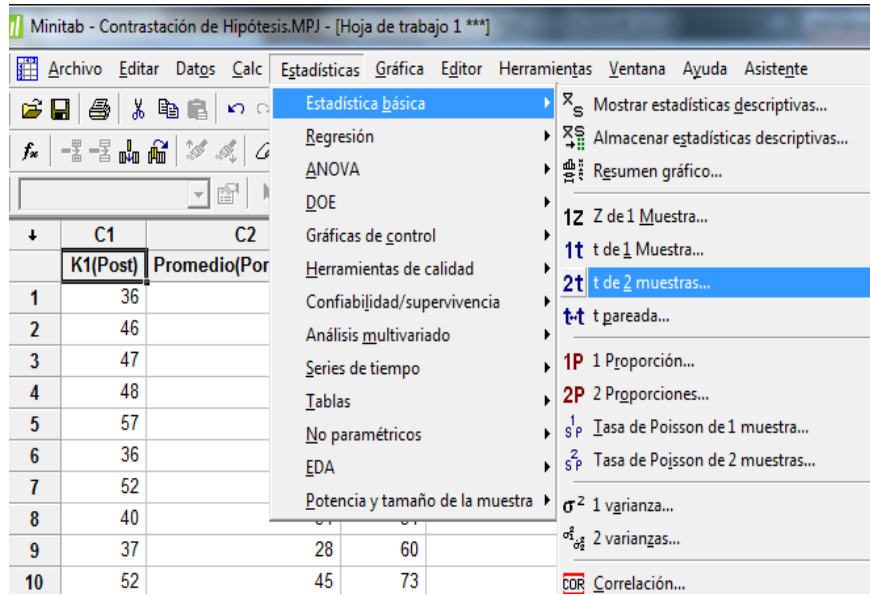 Minitab - Contrastación de Hipótesis.MPJ - [Hoja de trabajo 1 ***]
Archivo Editar Datos Calc Estadísticas Gráfica Editor Herramientas Ventana Ayuda Asistente
Estadística básica
Regresión
ANOVA
DOE
Gráficas de control
Herramientas de calidad
Confiabilidad/supervivencia
Análisis multivariado
Series de tiempo
Tablas
No paramétricos
EDA
Potencia y tamaño de la muestra
Mostrar estadísticas descriptivas...
Almacenar estadísticas descriptivas...
Resumen gráfico...
1Z Z de 1 Muestra...
1t t de 1 Muestra...
2t t de 2 muestras...
t-t t pareada...
1P 1 Proporción...
2P 2 Proporciones...
Tasa de Poisson de 1 muestra...
Tasa de Poisson de 2 muestras...
σ² 1 varianza...
2 varianzas...
COR Correlación...
C1 C2
K1(Post) Promedio(Por
1 36
2 46
3 47
4 48
5 57
6 36
7 52
8 40
9 37 28 60
10 52 45 73